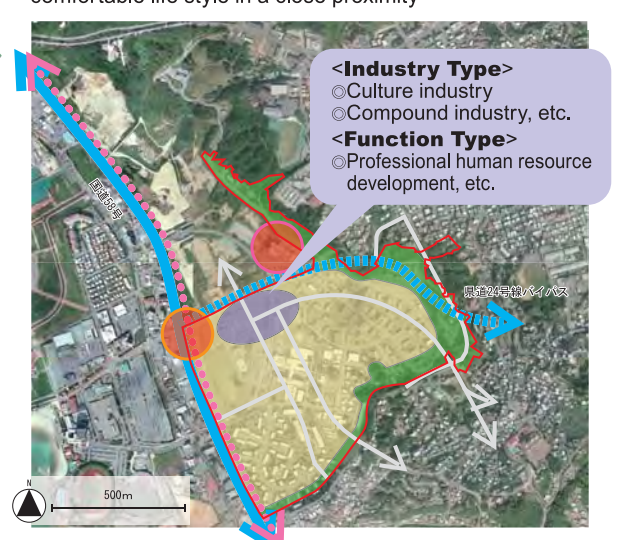 comfortable life style in a close proximity
<Industry Type>
◎Culture industry
◎Compound industry, etc.
<Function Type>
◎Professional human resource
development, etc.
国道58号
県道24号線バイパス
N
500m